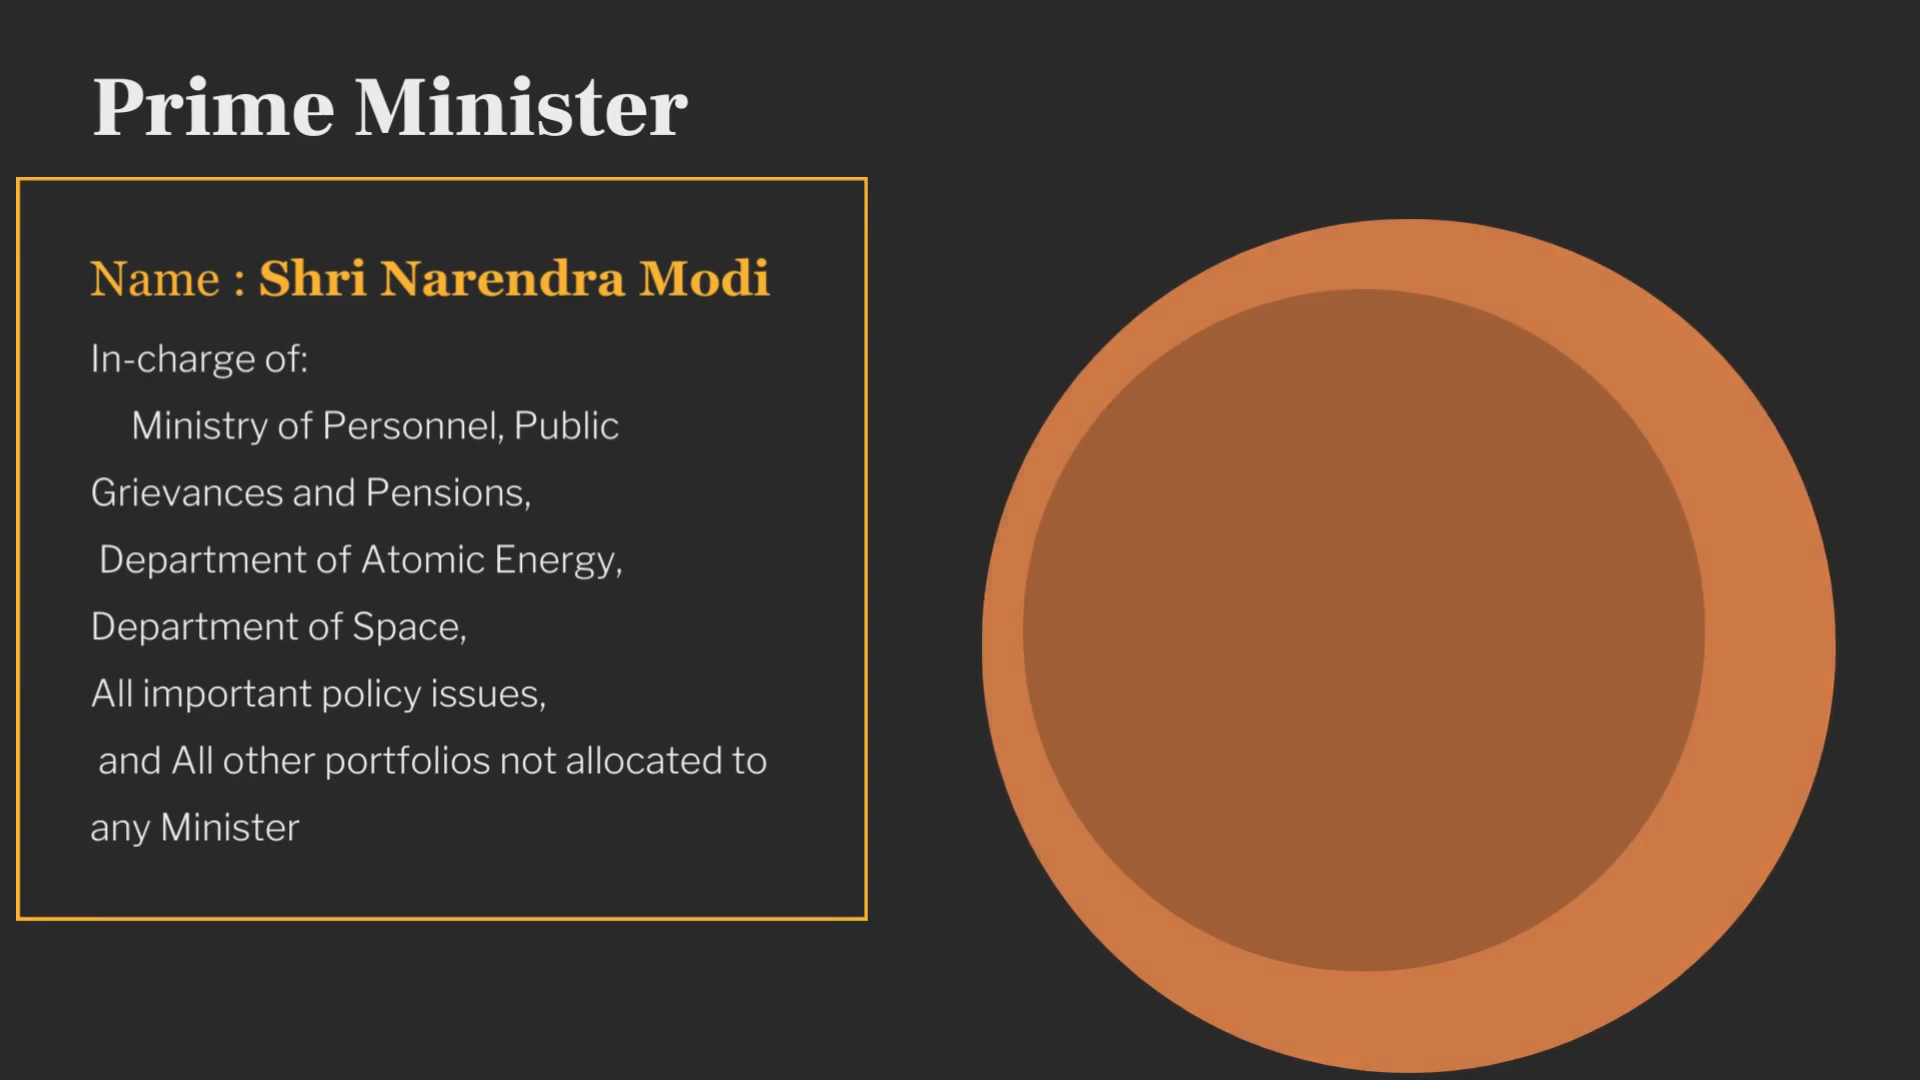 Prime Minister
Name : Shri Narendra Modi
In-charge of:
Ministry of Personnel, Public
Grievances and Pensions,
Department of Atomic Energy,
Department of Space,
All important policy issues,
and All other portfolios not allocated to
any Minister